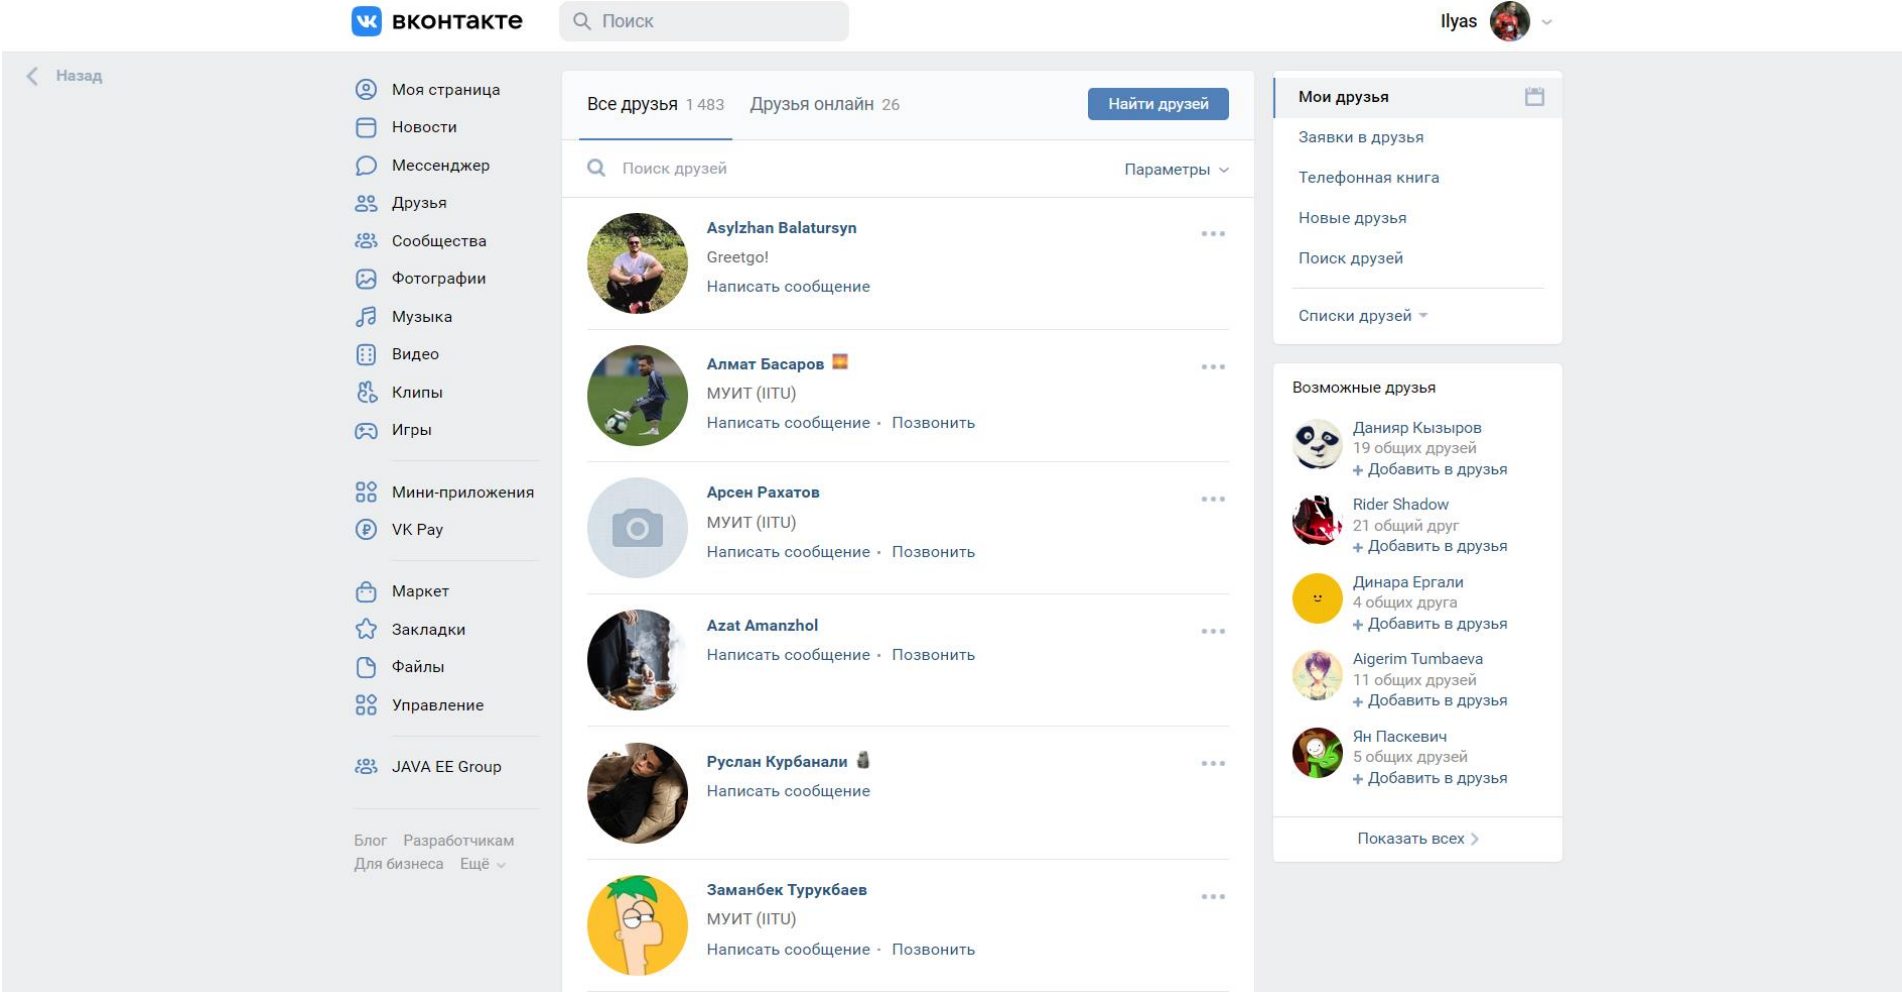 вконтакте
Поиск
Ilyas
Назад
Моя страница
Новости
Мессенджер
Друзья
Сообщества
Фотографии
Музыка
Видео
Клипы
Игры
Мини-приложения
VK Pay
Маркет
Закладки
Файлы
Управление
JAVA EE Group
Блог Разработчикам
Для бизнеса Ещё
Все друзья 1 483 Друзья онлайн 26
Найти друзей
Поиск друзей
Параметры
Asylzhan Balatursyn
Greetgo!
Написать сообщение
Алмат Басаров
МУИТ (IITU)
Написать сообщение · Позвонить
Арсен Рахатов
МУИТ (IITU)
Написать сообщение · Позвонить
Azat Amanzhol
Написать сообщение · Позвонить
Руслан Курбанали
Написать сообщение
Заманбек Турукбаев
МУИТ (IITU)
Написать сообщение · Позвонить
Мои друзья
Заявки в друзья
Телефонная книга
Новые друзья
Поиск друзей
Списки друзей
Возможные друзья
Данияр Кызыров
19 общих друзей
+ Добавить в друзья
Rider Shadow
21 общий друг
+ Добавить в друзья
Динара Ергали
4 общих друга
+ Добавить в друзья
Aigerim Tumbaeva
11 общих друзей
+ Добавить в друзья
Ян Паскевич
5 общих друзей
+ Добавить в друзья
Показать всех